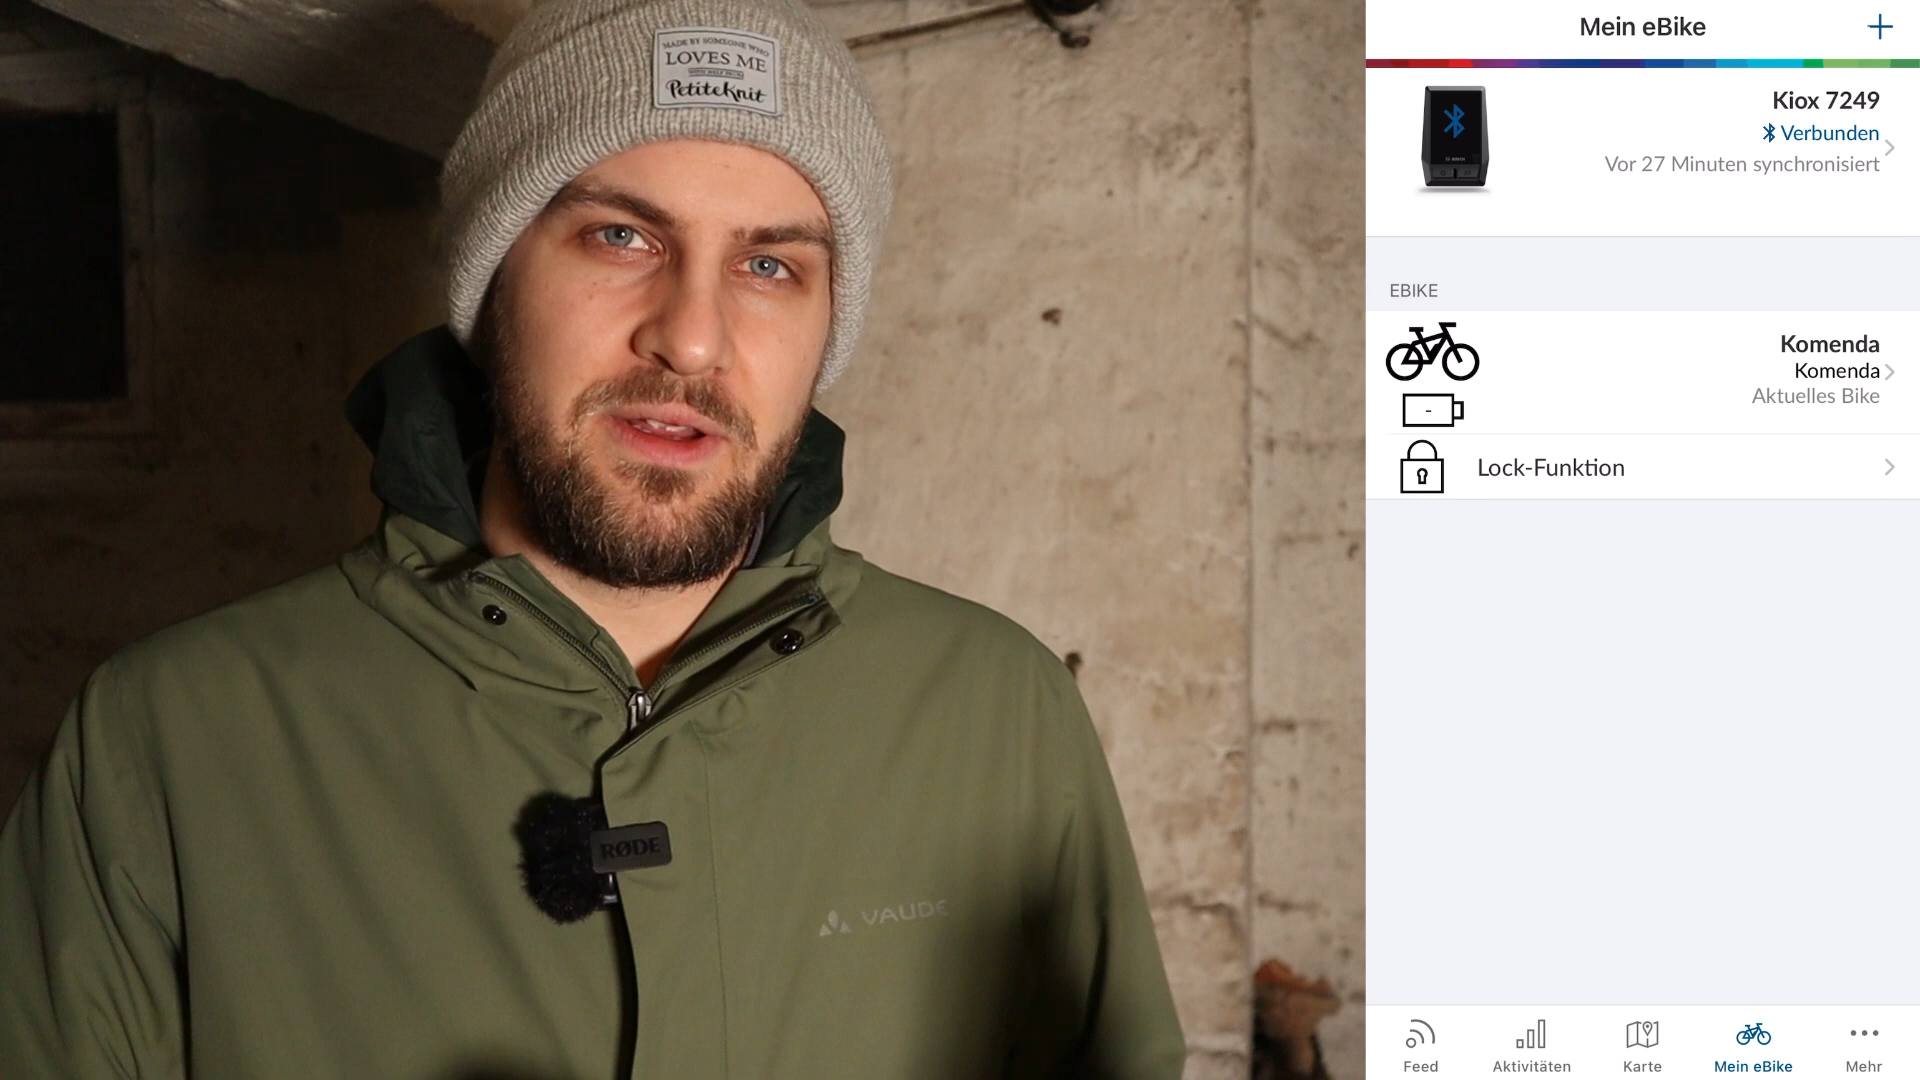 MADE BY SOMEONE WHO
LOVES ME
PetiteKnit
RØDE
VAUDE
Mein eBike
Kiox 7249
Verbunden
Vor 27 Minuten synchronisiert
EBIKE
Komenda
Komenda
Aktuelles Bike
Lock-Funktion
Feed
Aktivitäten
Karte
Mein eBike
Mehr